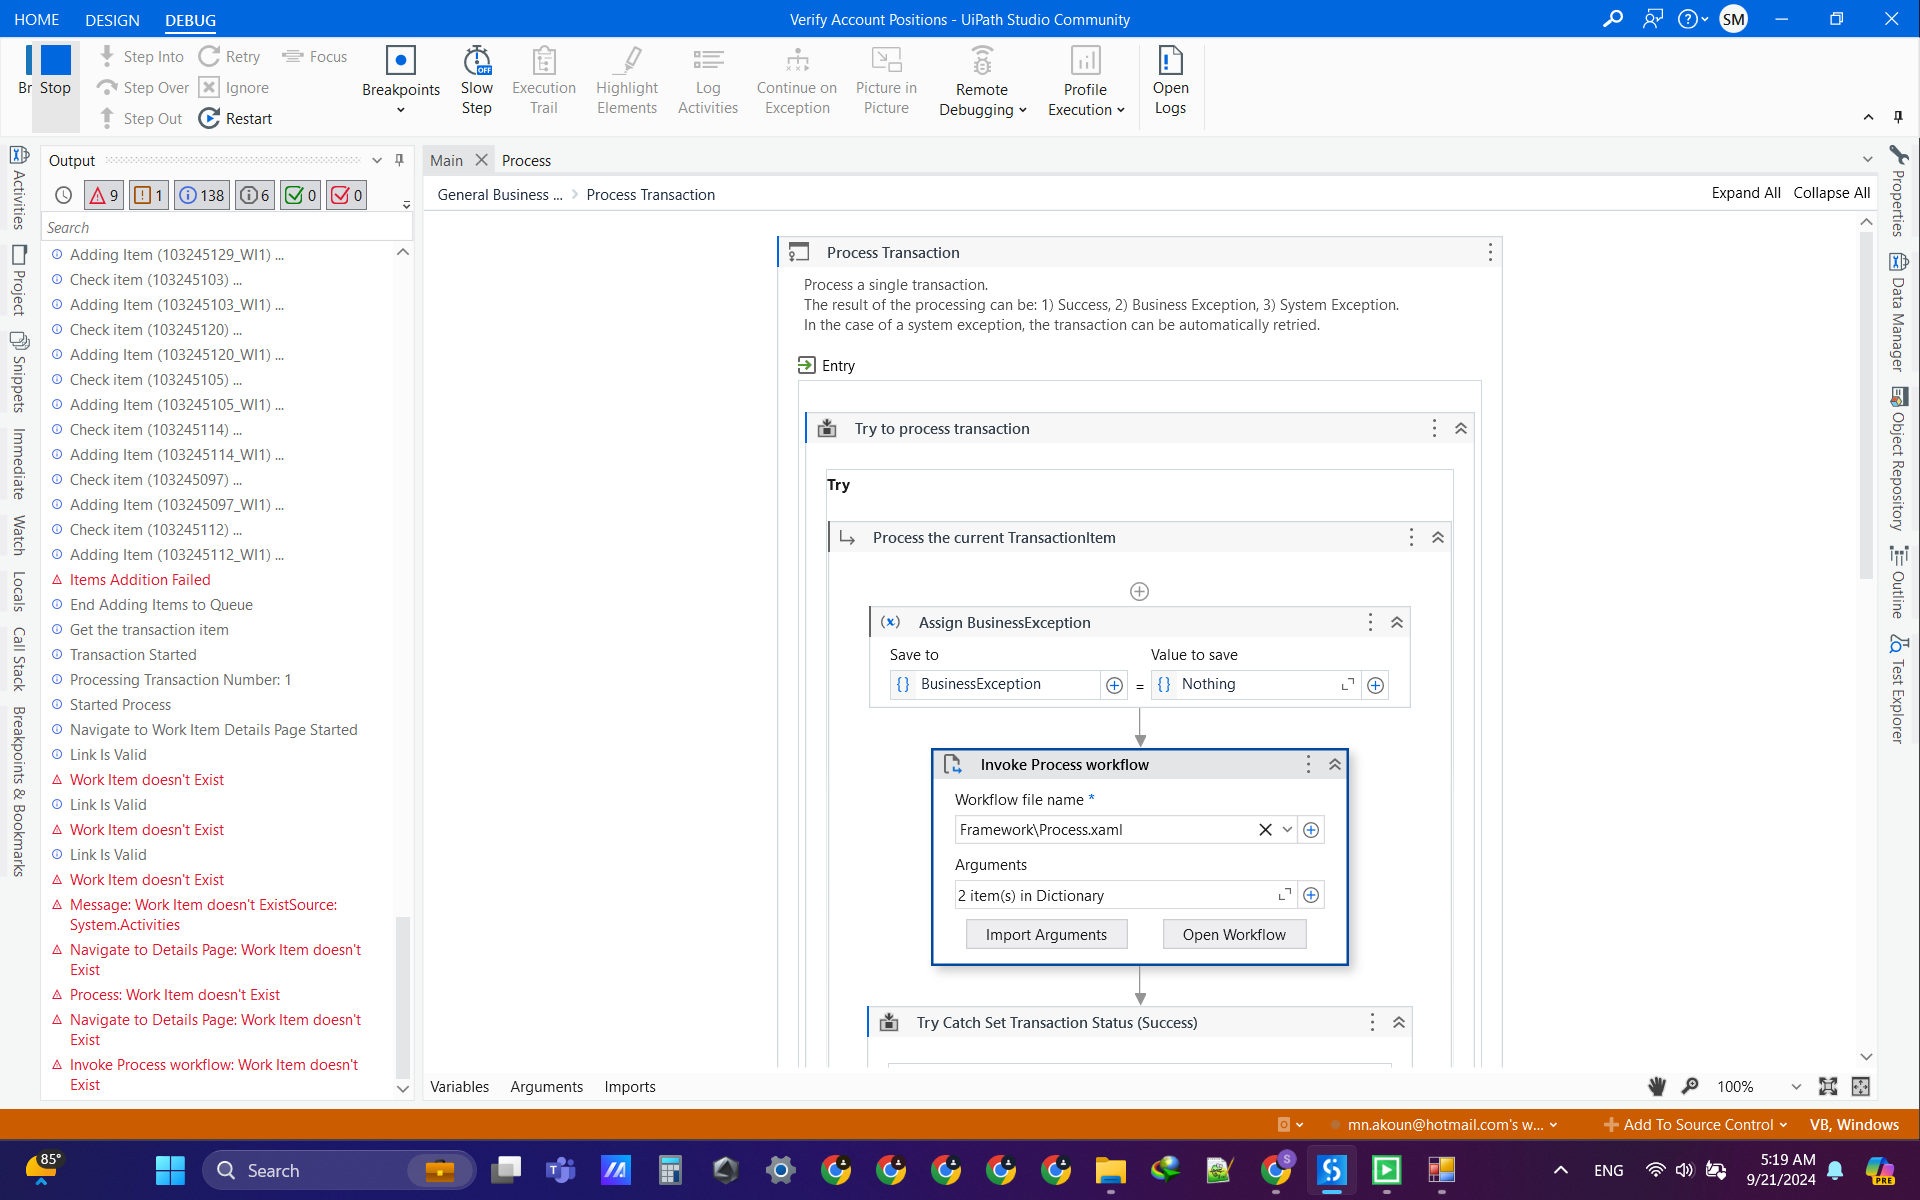 HOME DESIGN DEBUG
Verify Account Positions - UiPath Studio Community
SM
Stop
Step Into
Step Over
Step Out
Retry
Ignore
Restart
Focus
Breakpoints
Slow Step
OFF
Execution Trail
Highlight Elements
Log Activities
Continue on Exception
Picture in Picture
Remote Debugging
Profile Execution
Open Logs
Activities
Project
Snippets
Immediate
Watch
Locals
Call Stack
Breakpoints & Bookmarks
Output
9 1 138 6 0 0
Search
Adding Item (103245129_WI1) ...
Check item (103245103) ...
Adding Item (103245103_WI1) ...
Check item (103245120) ...
Adding Item (103245120_WI1) ...
Check item (103245105) ...
Adding Item (103245105_WI1) ...
Check item (103245114) ...
Adding Item (103245114_WI1) ...
Check item (103245097) ...
Adding Item (103245097_WI1) ...
Check item (103245112) ...
Adding Item (103245112_WI1) ...
Items Addition Failed
End Adding Items to Queue
Get the transaction item
Transaction Started
Processing Transaction Number: 1
Started Process
Navigate to Work Item Details Page Started
Link Is Valid
Work Item doesn't Exist
Link Is Valid
Work Item doesn't Exist
Link Is Valid
Work Item doesn't Exist
Message: Work Item doesn't ExistSource:
System.Activities
Navigate to Details Page: Work Item doesn't
Exist
Process: Work Item doesn't Exist
Navigate to Details Page: Work Item doesn't
Exist
Invoke Process workflow: Work Item doesn't
Exist
Main Process
General Business ... > Process Transaction
Expand All Collapse All
Process Transaction
Process a single transaction.
The result of the processing can be: 1) Success, 2) Business Exception, 3) System Exception.
In the case of a system exception, the transaction can be automatically retried.
Entry
Try to process transaction
Try
Process the current TransactionItem
(x) Assign BusinessException
Save to Value to save
{} BusinessException = {} Nothing
Invoke Process workflow
Workflow file name *
Framework\Process.xaml
Arguments
2 item(s) in Dictionary
Import Arguments Open Workflow
Try Catch Set Transaction Status (Success)
Variables Arguments Imports
100%
Properties
Data Manager
Object Repository
Outline
Test Explorer
mn.akoun@hotmail.com's w...
Add To Source Control
VB, Windows
85°
Search
S
ENG
5:19 AM
9/21/2024
PRE